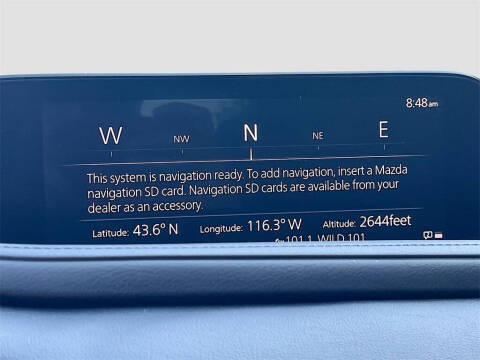 8:48am
W NW N NE E
This system is navigation ready. To add navigation, insert a Mazda
navigation SD card. Navigation SD cards are available from your
dealer as an accessory.
Latitude: 43.6° N Longitude: 116.3° W Altitude: 2644feet
101.1 WILD 101